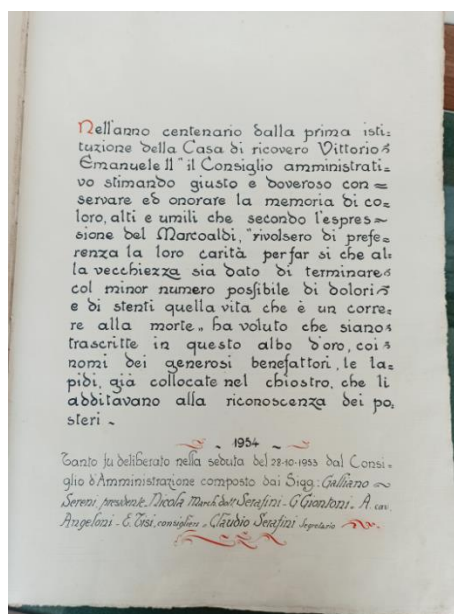 Nell'anno centenario dalla prima isti=
tuzione della Casa di ricovero Vittorio
Emanuele II" il Consiglio amministrati=
vo stimando giusto e doveroso con=
servare ed onorare la memoria di co=
loro, alti e umili che secondo l'espres=
sione del Marcoaldi, "rivolsero di prefe=
renza la loro carità per far sì che al=
la vecchiezza sia dato di terminare
col minor numero possibile di dolori
e di stenti quella vita che è un corre=
re alla morte" ha voluto che siano
trascritte in questo albo d'oro, coi
nomi dei generosi benefattori, le la=
pidi, già collocate nel chiostro, che li
additavano alla riconoscenza dei po=
steri -
- 1954 -
Tanto fu deliberato nella seduta del 28-10-1953 dal Consi=
glio d'Amministrazione composto dai Sigg: Galliano
Sereni, presidente, Nicola March. dott. Serafini - G. Giontoni - A. cav.
Angeloni - E. Tisi, consiglieri - Claudio Serafini Segretario